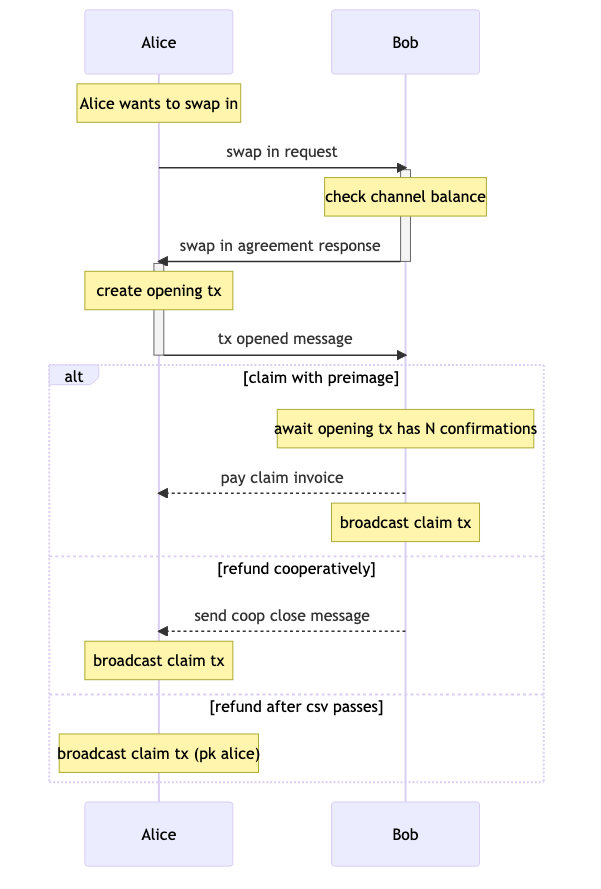 Alice
Bob
Alice wants to swap in
swap in request
check channel balance
swap in agreement response
create opening tx
tx opened message
alt
[claim with preimage]
await opening tx has N confirmations
pay claim invoice
broadcast claim tx
[refund cooperatively]
send coop close message
broadcast claim tx
[refund after csv passes]
broadcast claim tx (pk alice)
Alice
Bob